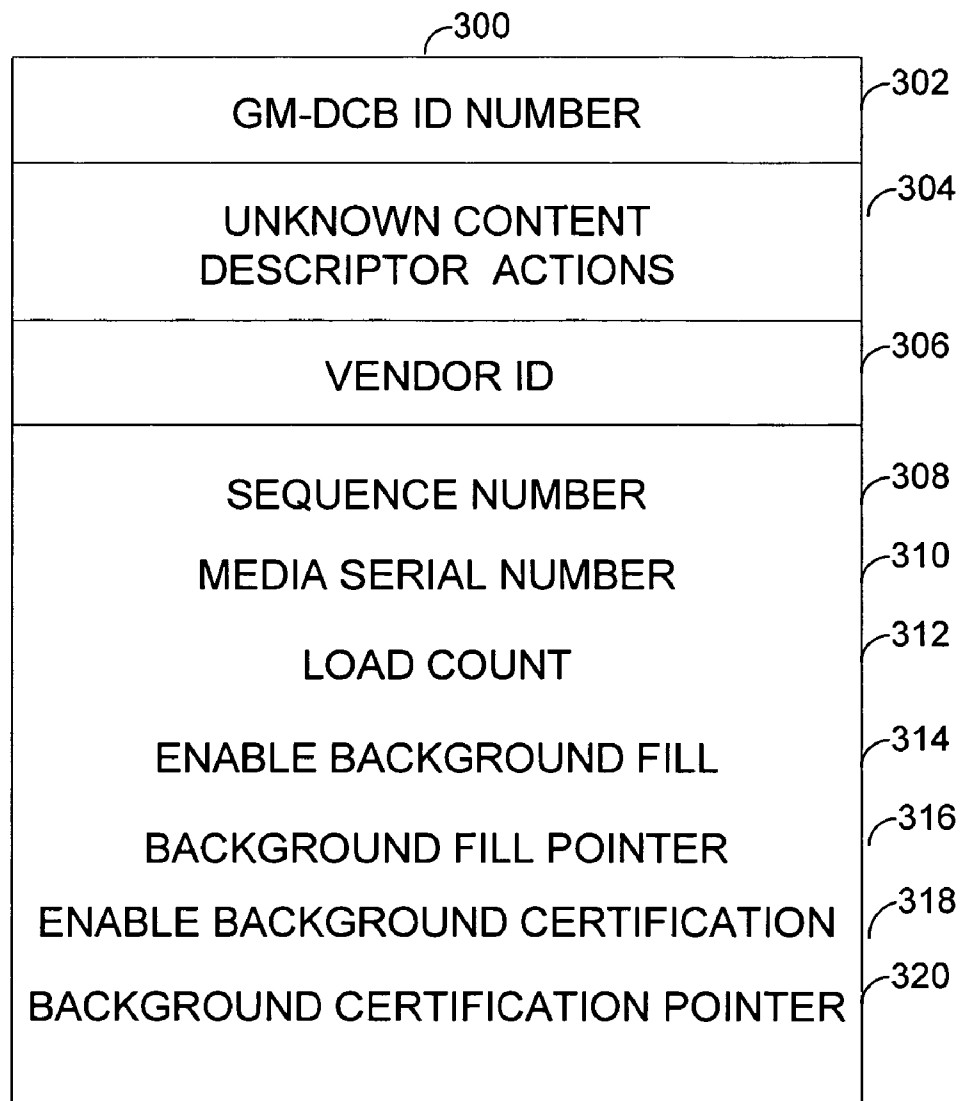 300
GM-DCB ID NUMBER
302
UNKNOWN CONTENT
DESCRIPTOR ACTIONS
304
VENDOR ID
306
SEQUENCE NUMBER
308
MEDIA SERIAL NUMBER
310
LOAD COUNT
312
ENABLE BACKGROUND FILL
314
BACKGROUND FILL POINTER
316
ENABLE BACKGROUND CERTIFICATION
318
BACKGROUND CERTIFICATION POINTER
320